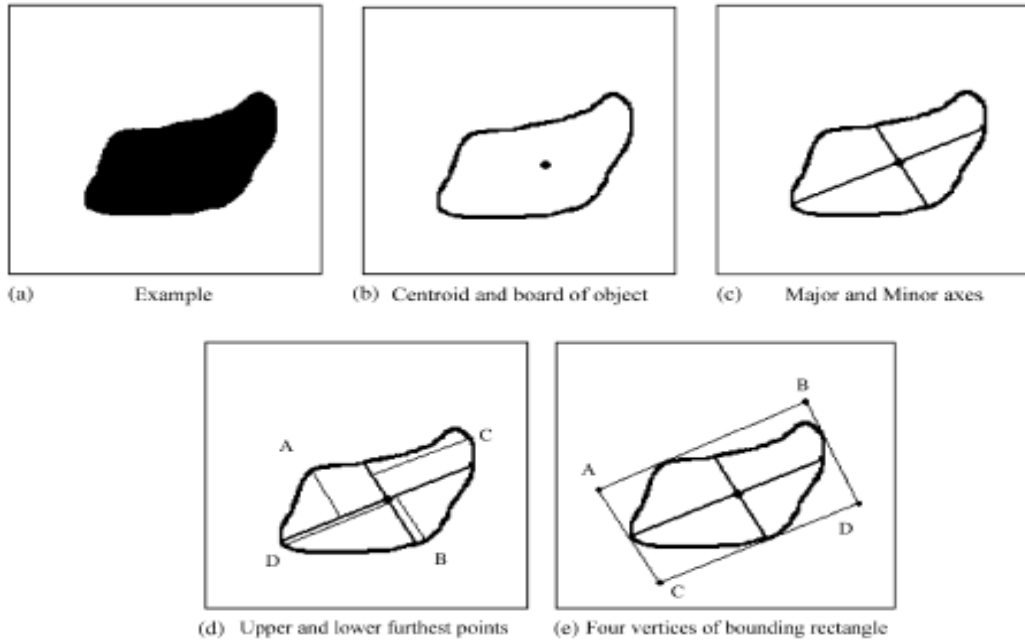 (a) Example
(b) Centroid and board of object
(c) Major and Minor axes
A
C
D
B
(d) Upper and lower furthest points
B
A
D
C
(e) Four vertices of bounding rectangle